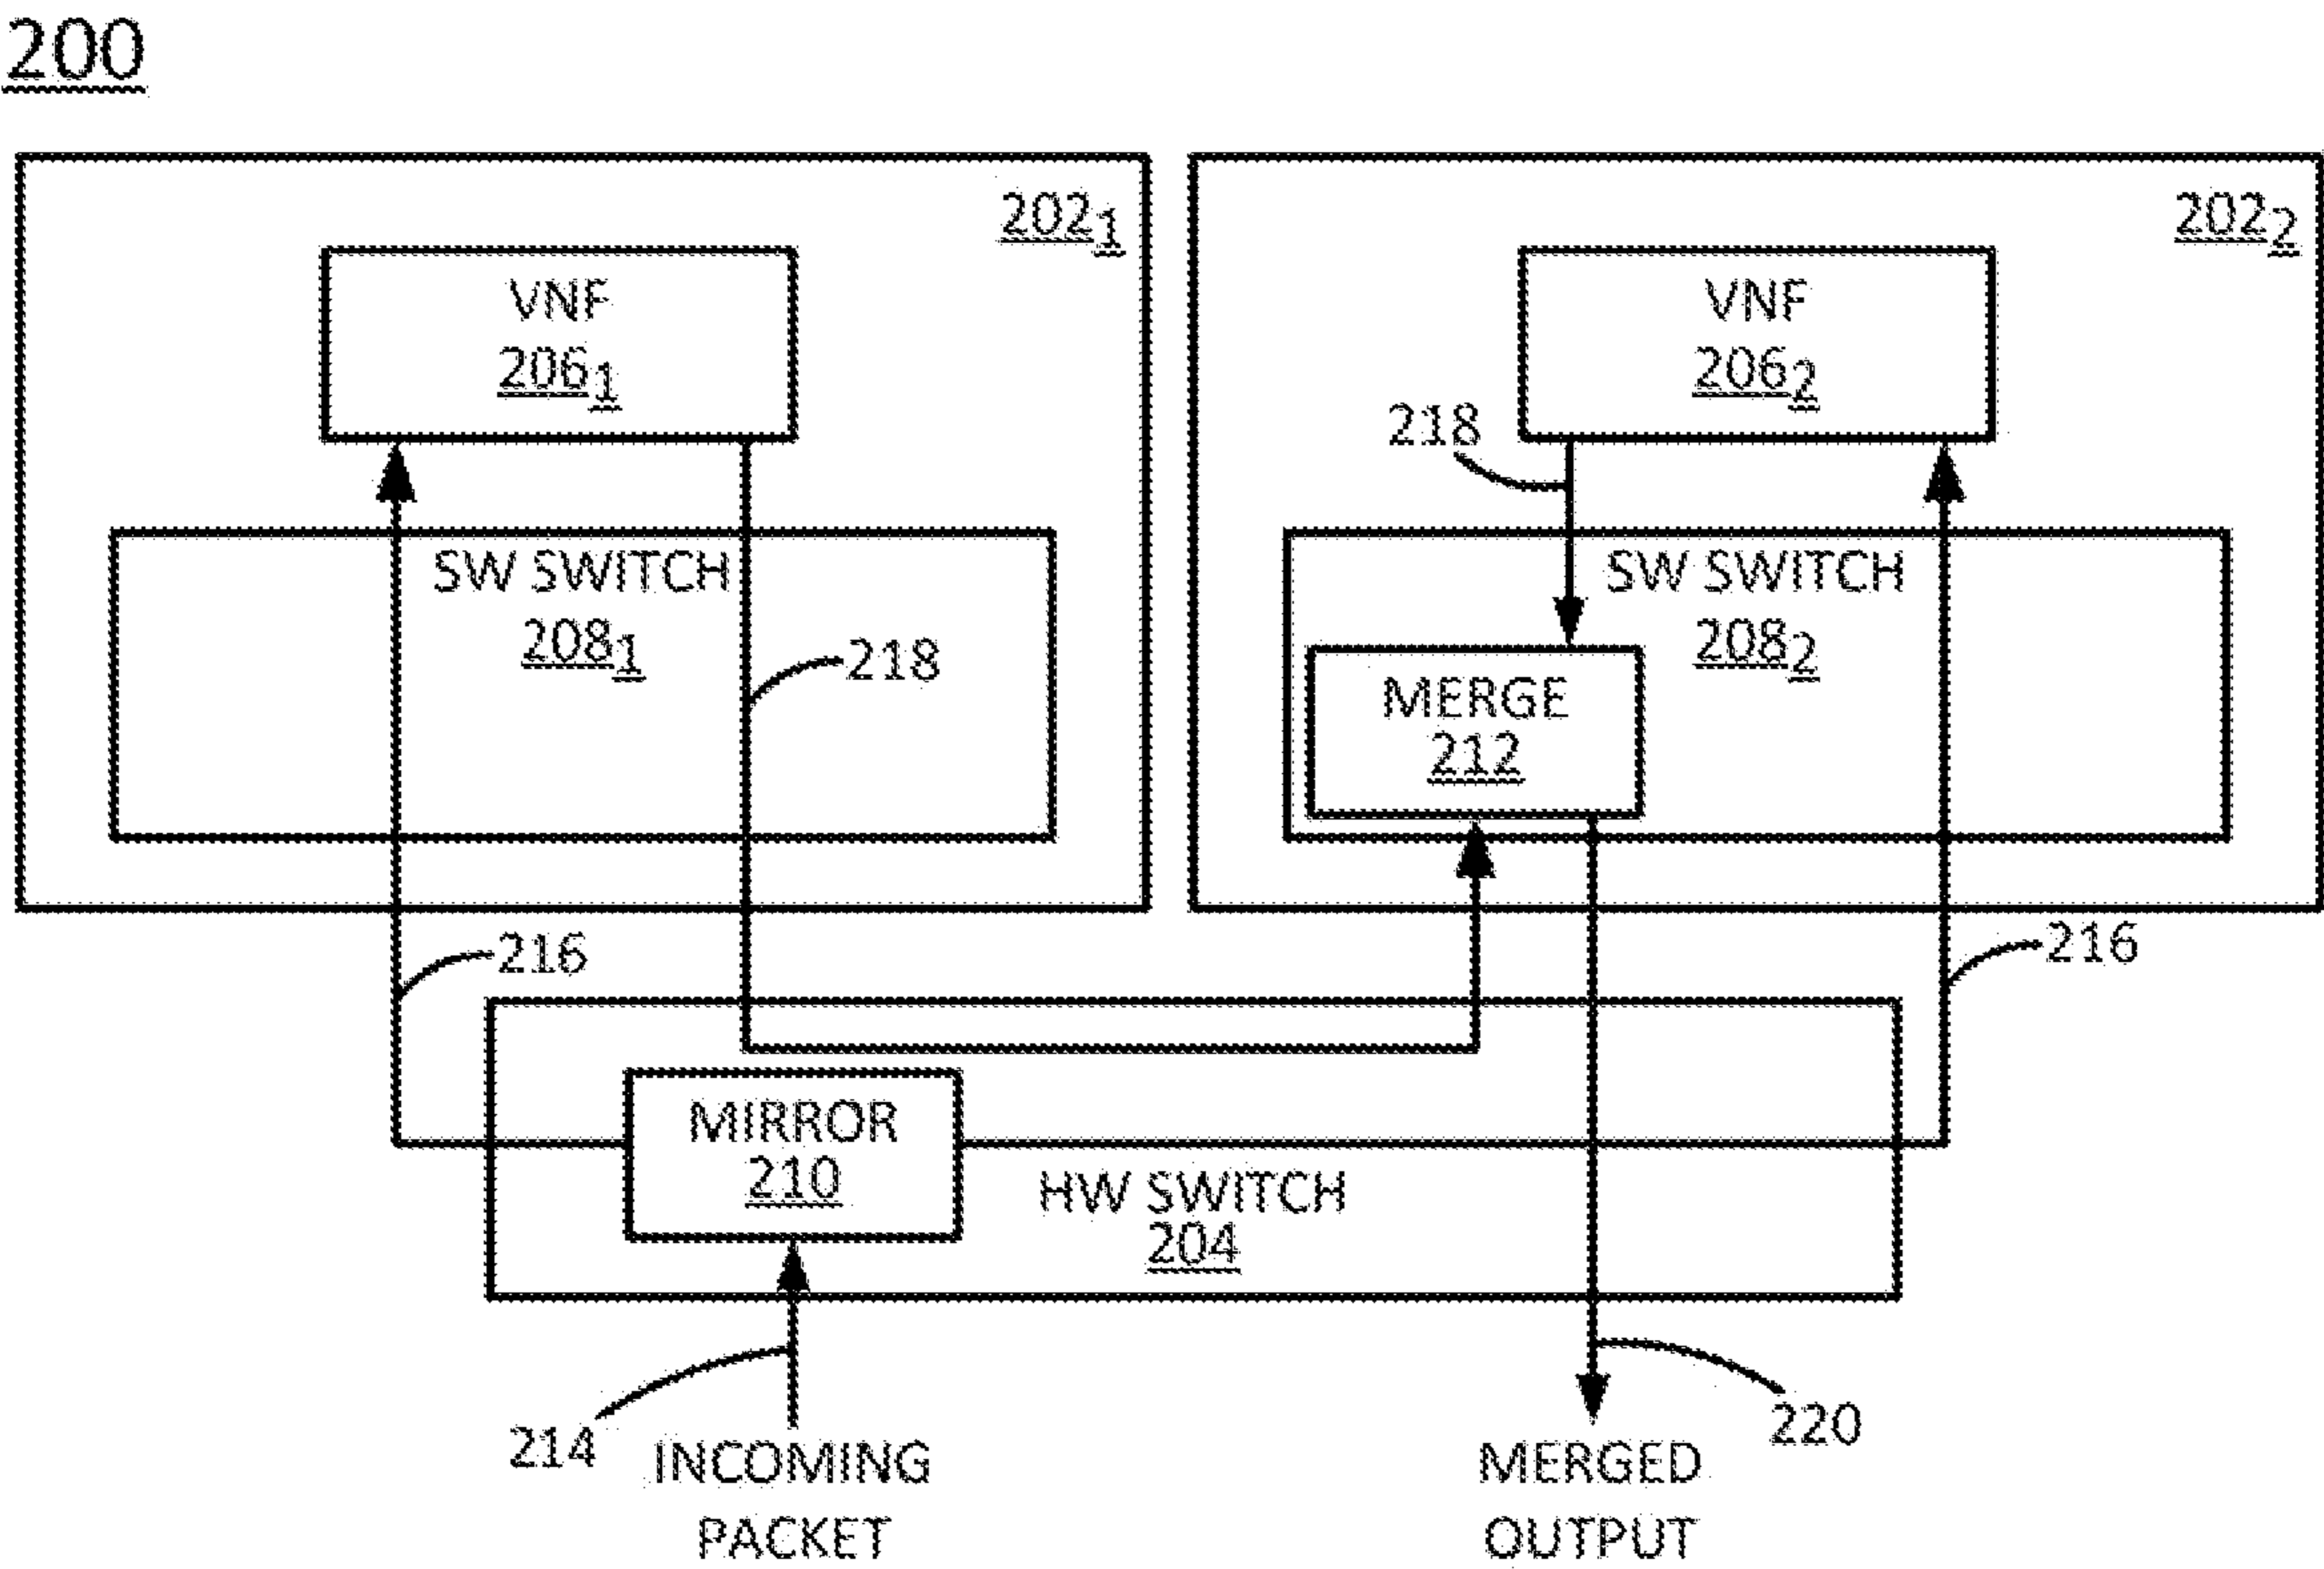 200
202₁
202₂
VNF
206₁
VNF
206₂
218
SW SWITCH
208₁
218
SW SWITCH
208₂
MERGE
212
216
216
MIRROR
210
HW SWITCH
204
214
INCOMING
PACKET
220
MERGED
OUTPUT